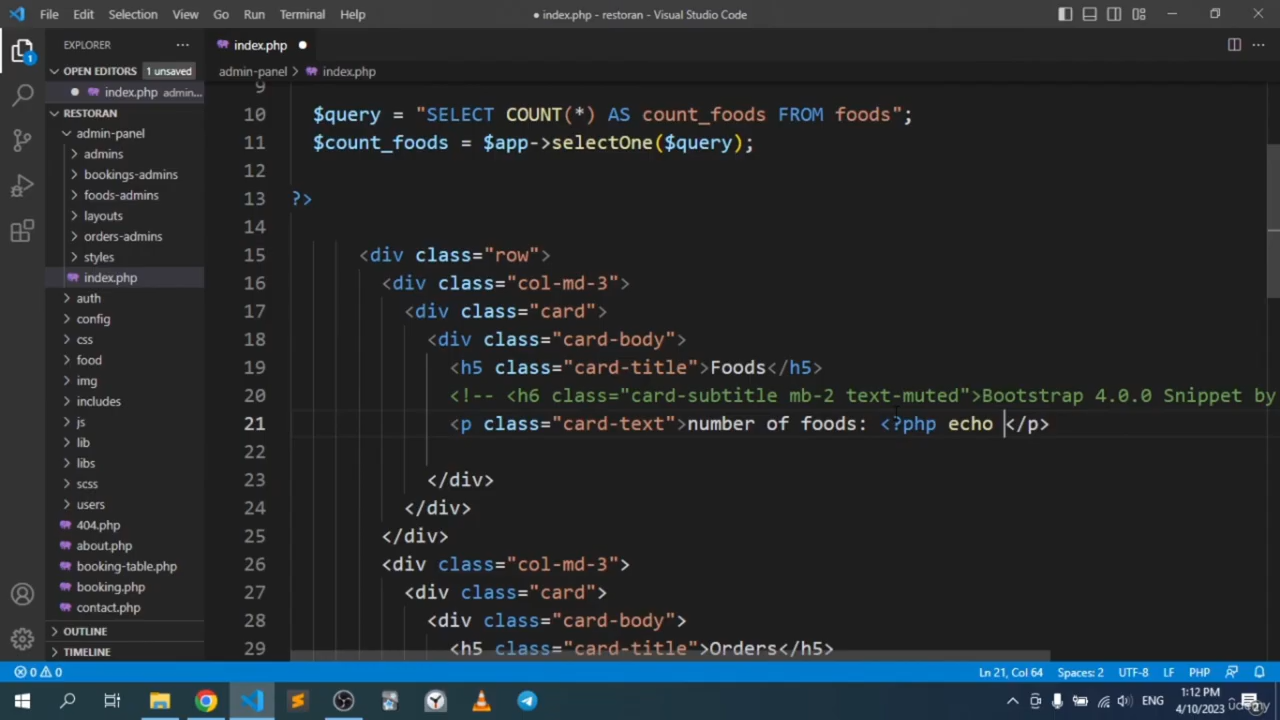 File Edit Selection View Go Run Terminal Help
● index.php - restoran - Visual Studio Code
EXPLORER
index.php
OPEN EDITORS 1 unsaved
admin-panel > index.php
index.php admin...
9
RESTORAN
10 $query = "SELECT COUNT(*) AS count_foods FROM foods";
admin-panel
11 $count_foods = $app->selectOne($query);
admins
12
bookings-admins
13 ?>
foods-admins
layouts
14
orders-admins
15 <div class="row">
styles
16 <div class="col-md-3">
index.php
17 <div class="card">
auth
config
18 <div class="card-body">
css
19 <h5 class="card-title">Foods</h5>
food
20 <!-- <h6 class="card-subtitle mb-2 text-muted">Bootstrap 4.0.0 Snippet by
img
includes
21 <p class="card-text">number of foods: <?php echo </p>
js
lib
libs
23 </div>
scss
24 </div>
users
25 </div>
404.php
about.php
26 <div class="col-md-3">
booking-table.php
27 <div class="card">
booking.php
28 <div class="card-body">
contact.php
OUTLINE
29 <h5 class="card-title">Orders</h5>
TIMELINE
0 0
Ln 21, Col 64 Spaces: 2 UTF-8 LF PHP
ENG
1:12 PM
4/10/2023
udemy